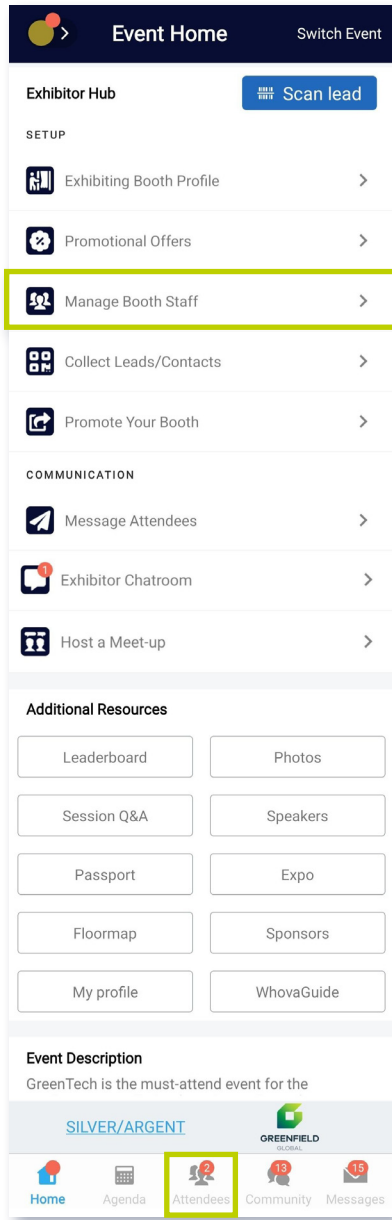 Event Home
Switch Event
Exhibitor Hub
Scan lead
SETUP
Exhibiting Booth Profile
Promotional Offers
Manage Booth Staff
Collect Leads/Contacts
Promote Your Booth
COMMUNICATION
Message Attendees
1
Exhibitor Chatroom
Host a Meet-up
Additional Resources
Leaderboard
Photos
Session Q&A
Speakers
Passport
Expo
Floormap
Sponsors
My profile
WhovaGuide
Event Description
GreenTech is the must-attend event for the
SILVER/ARGENT
GREENFIELD
GLOBAL
2
13
15
Home
Agenda
Attendees
Community
Messages